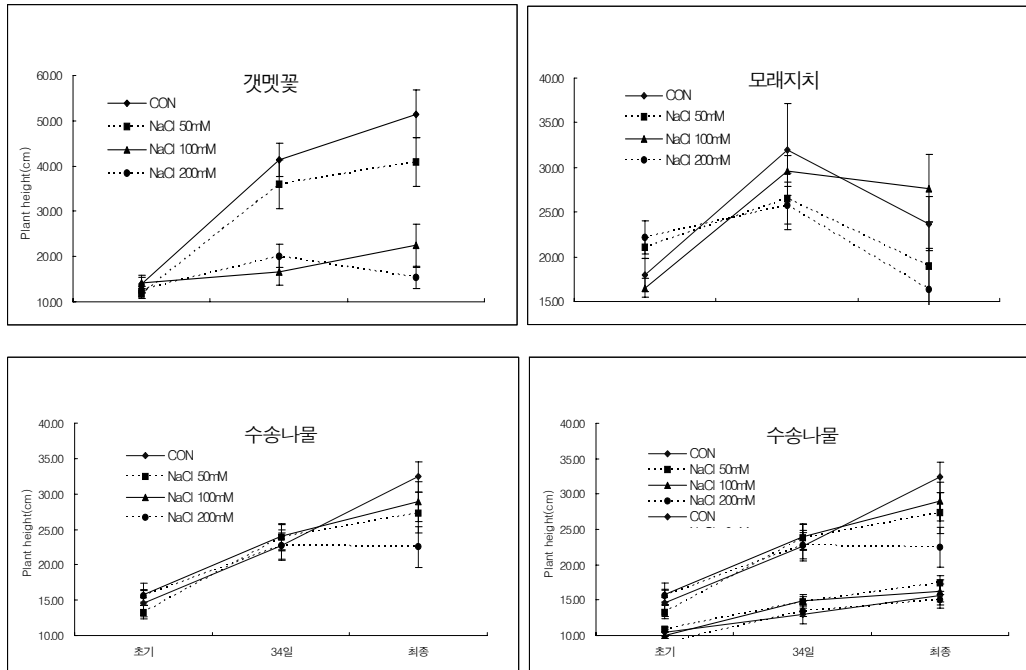 갯멧꽃
60.00
50.00
40.00
30.00
20.00
10.00
Plant height(cm)
CON
NaCl 50mM
NaCl 100mM
NaCl 200mM
모래지치
40.00
35.00
30.00
25.00
20.00
15.00
CON
NaCl 50mM
NaCl 100mM
NaCl 200mM
수송나물
40.00
35.00
30.00
25.00
20.00
15.00
10.00
Plant height(cm)
CON
NaCl 50mM
NaCl 100mM
NaCl 200mM
초기 34일 최종
수송나물
40.00
35.00
30.00
25.00
20.00
15.00
10.00
Plant height(cm)
CON
NaCl 50mM
NaCl 100mM
NaCl 200mM
CON
초기 34일 최종